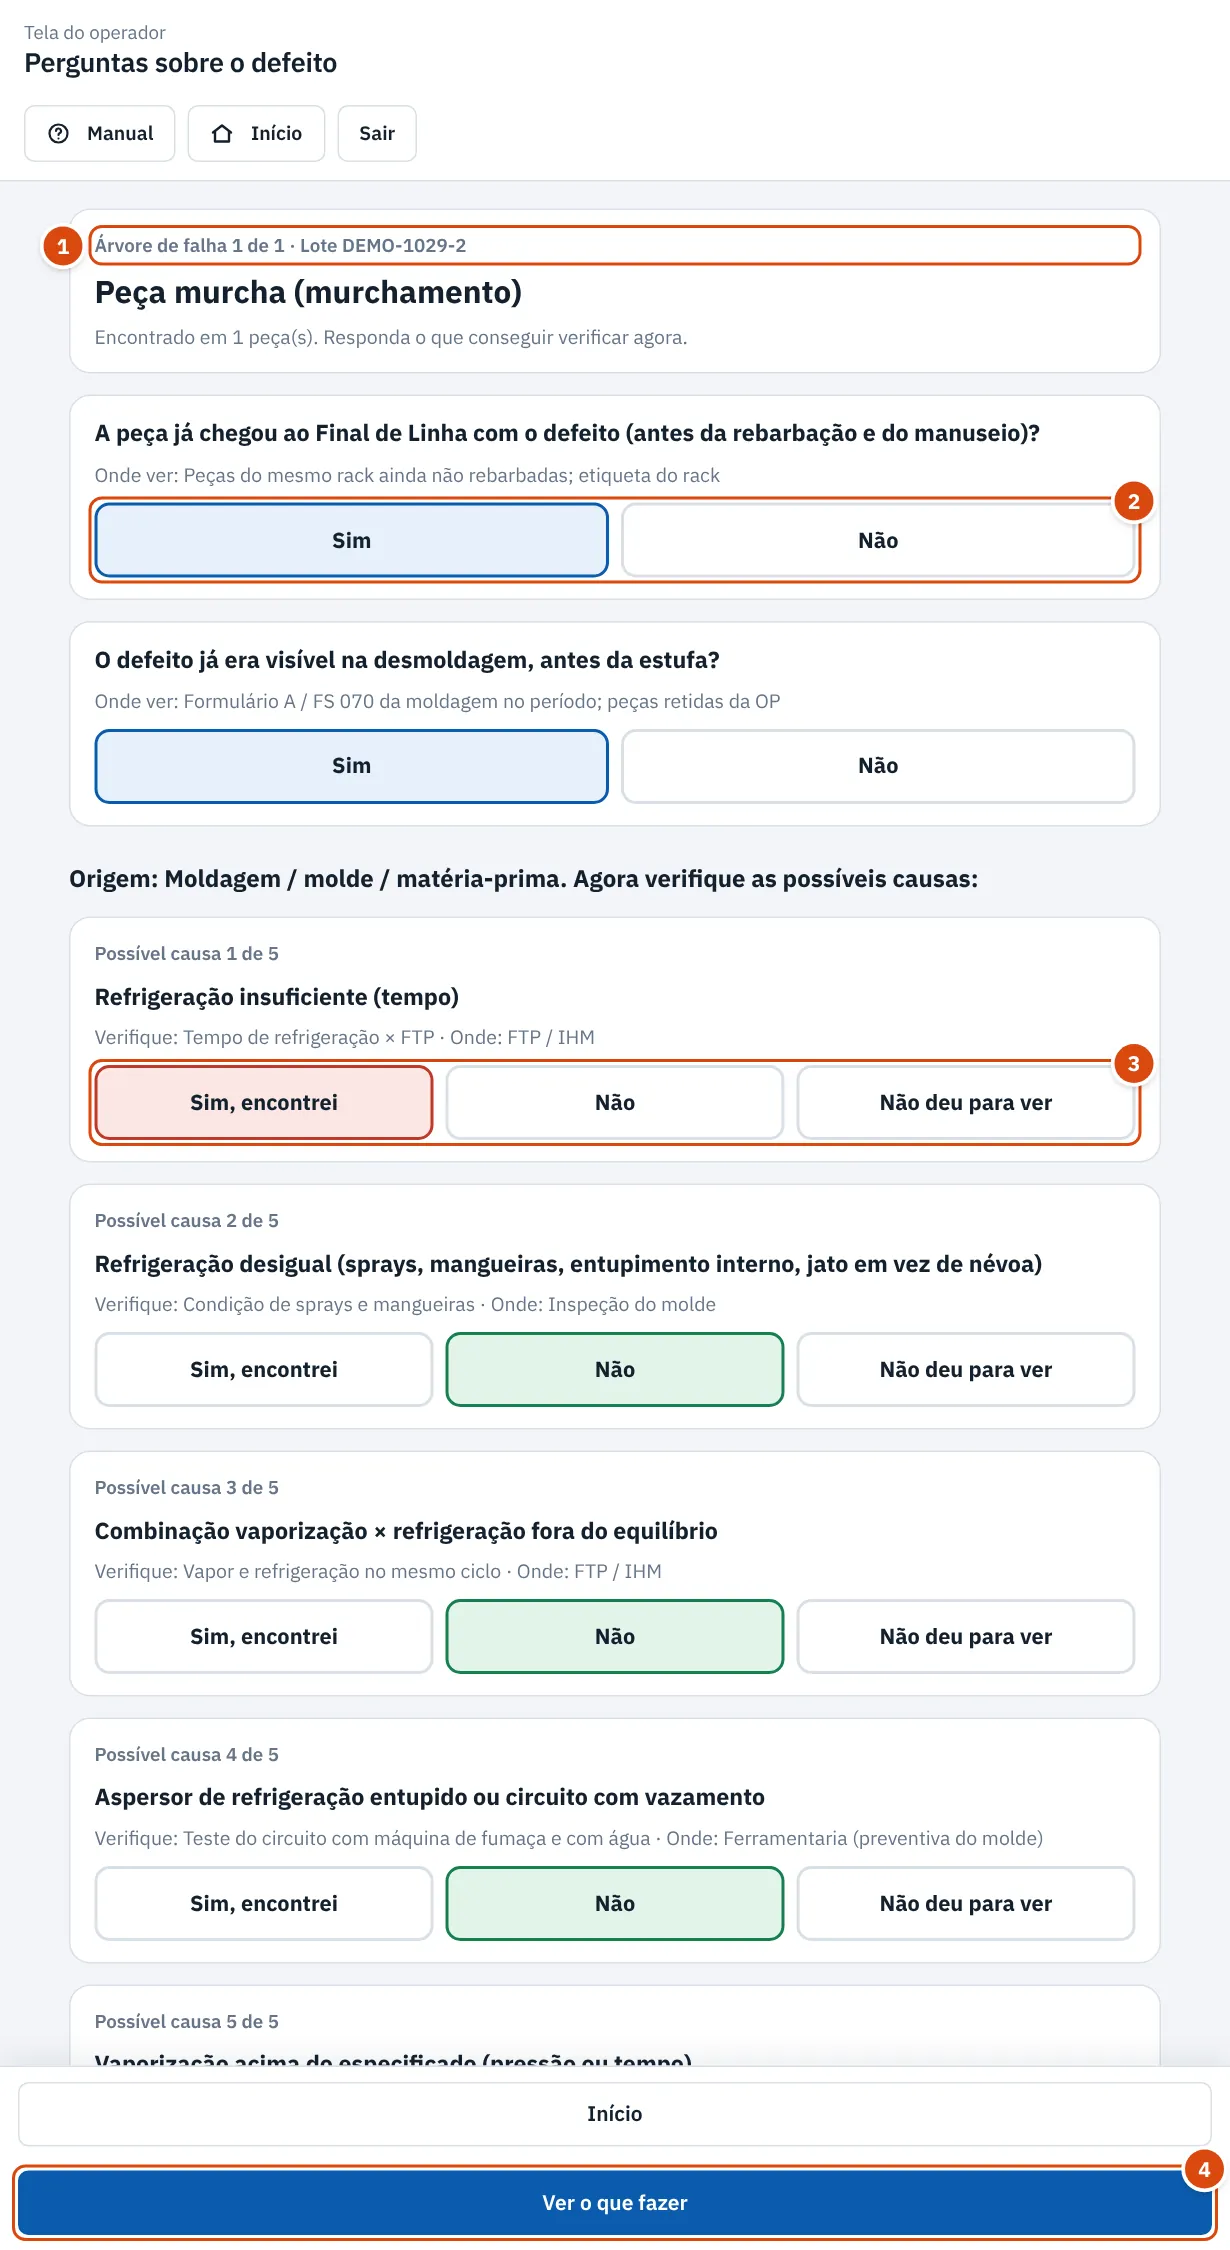 Tela do operador
Perguntas sobre o defeito
Manual
Início
Sair
1
Árvore de falha 1 de 1 · Lote DEMO-1029-2
Peça murcha (murchamento)
Encontrado em 1 peça(s). Responda o que conseguir verificar agora.
A peça já chegou ao Final de Linha com o defeito (antes da rebarbação e do manuseio)?
Onde ver: Peças do mesmo rack ainda não rebarbadas; etiqueta do rack
2
Sim
Não
O defeito já era visível na desmoldagem, antes da estufa?
Onde ver: Formulário A / FS 070 da moldagem no período; peças retidas da OP
Sim
Não
Origem: Moldagem / molde / matéria-prima. Agora verifique as possíveis causas:
Possível causa 1 de 5
Refrigeração insuficiente (tempo)
Verifique: Tempo de refrigeração × FTP · Onde: FTP / IHM
3
Sim, encontrei
Não
Não deu para ver
Possível causa 2 de 5
Refrigeração desigual (sprays, mangueiras, entupimento interno, jato em vez de névoa)
Verifique: Condição de sprays e mangueiras · Onde: Inspeção do molde
Sim, encontrei
Não
Não deu para ver
Possível causa 3 de 5
Combinação vaporização × refrigeração fora do equilíbrio
Verifique: Vapor e refrigeração no mesmo ciclo · Onde: FTP / IHM
Sim, encontrei
Não
Não deu para ver
Possível causa 4 de 5
Aspersor de refrigeração entupido ou circuito com vazamento
Verifique: Teste do circuito com máquina de fumaça e com água · Onde: Ferramentaria (preventiva do molde)
Sim, encontrei
Não
Não deu para ver
Possível causa 5 de 5
Vaporização acima do especificado (pressão ou tempo)
Início
4
Ver o que fazer